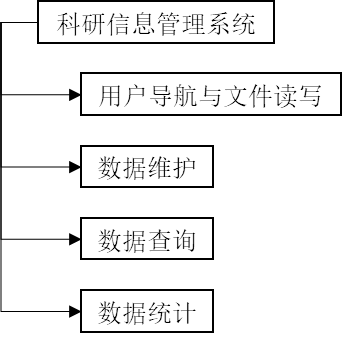 科研信息管理系统
用户导航与文件读写
数据维护
数据查询
数据统计